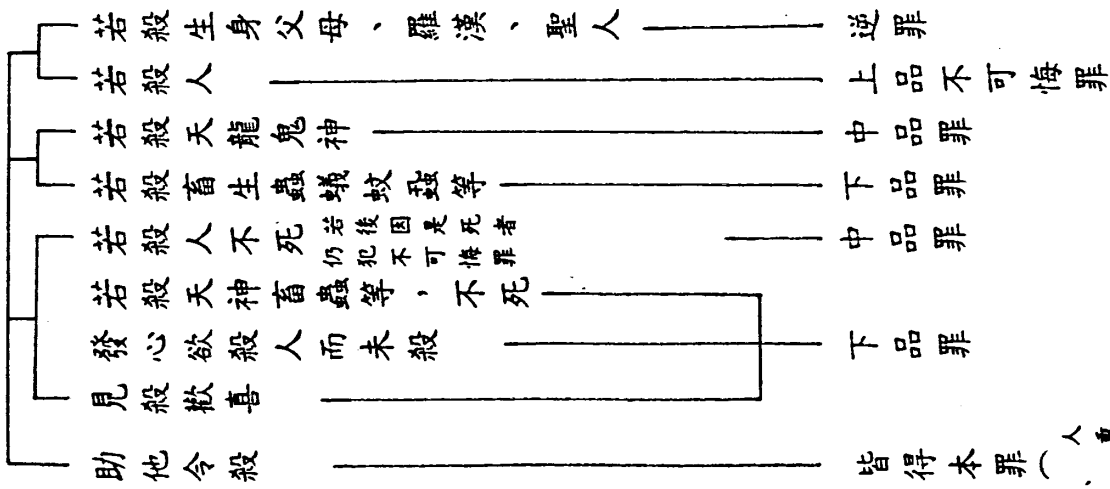 若殺生身父母、羅漢、聖人 逆罪
若殺人 上品不可悔罪
若殺天龍鬼神 中品罪
若殺畜生蟲蟻蚊蝨等 下品罪
若殺人不死 若後因是死者仍犯不可悔罪 中品罪
若殺天神畜蟲等，不死
發心欲殺人而未殺 下品罪
見殺歡喜
助他令殺 皆得本罪（人